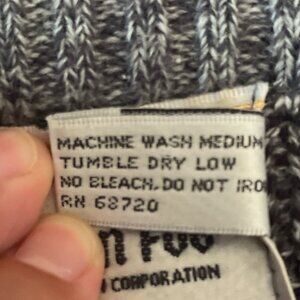 MACHINE WASH MEDIUM
TUMBLE DRY LOW
NO BLEACH. DO NOT IRO
RN 68720
CORPORATION